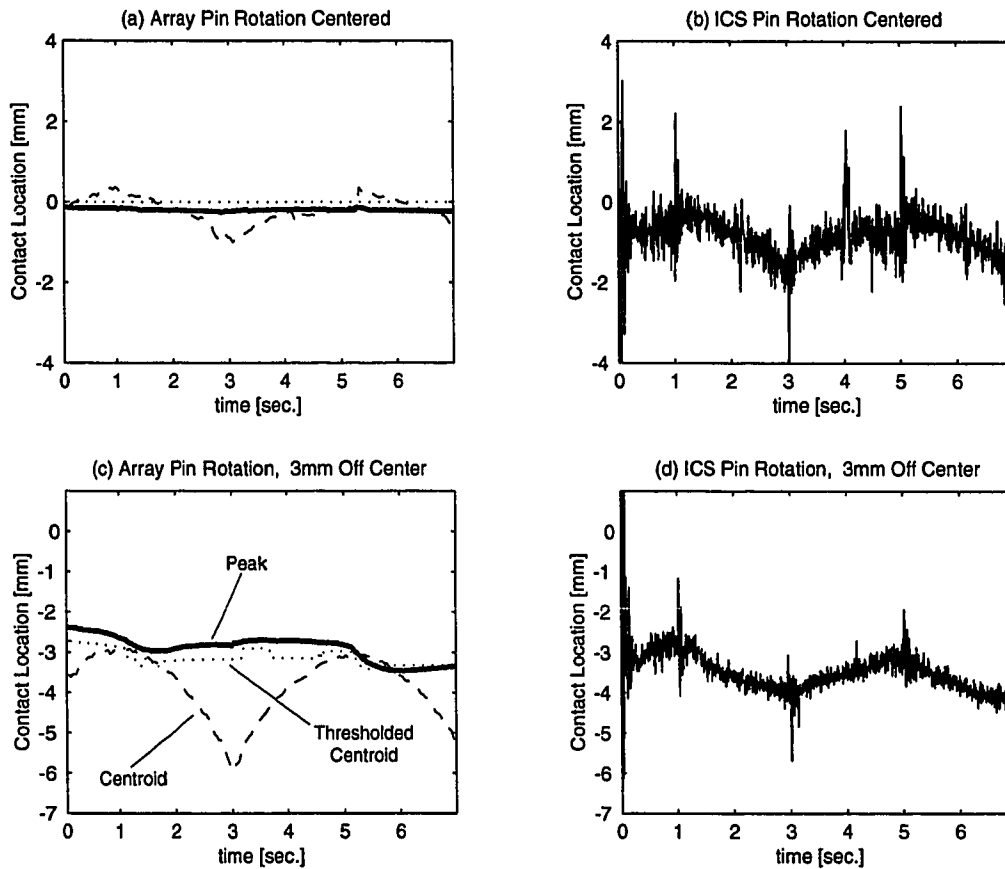 (a) Array Pin Rotation Centered
4
2
0
-2
-4
Contact Location [mm]
0 1 2 3 4 5 6
time [sec.]
(b) ICS Pin Rotation Centered
4
2
0
-2
-4
Contact Location [mm]
0 1 2 3 4 5 6
time [sec.]
(c) Array Pin Rotation, 3mm Off Center
0
-1
-2
-3
-4
-5
-6
-7
Contact Location [mm]
Peak
Thresholded
Centroid
Centroid
0 1 2 3 4 5 6
time [sec.]
(d) ICS Pin Rotation, 3mm Off Center
0
-1
-2
-3
-4
-5
-6
-7
Contact Location [mm]
0 1 2 3 4 5 6
time [sec.]